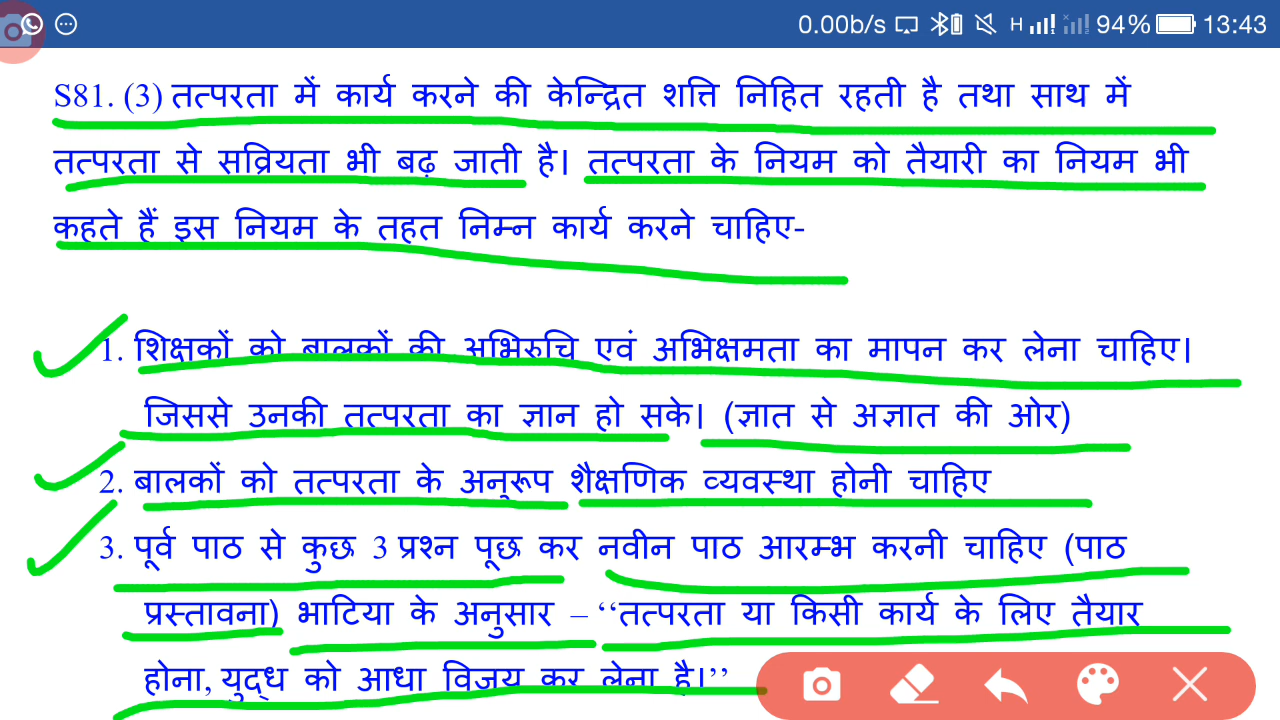 0.00b/s H 94% 13:43
S81. (3) तत्परता में कार्य करने की केन्द्रित शत्ति निहित रहती है तथा साथ में
तत्परता से सव्रियता भी बढ़ जाती है। तत्परता के नियम को तैयारी का नियम भी
कहते हैं इस नियम के तहत निम्न कार्य करने चाहिए-
1. शिक्षकों को बालकों की अभिरुचि एवं अभिक्षमता का मापन कर लेना चाहिए।
जिससे उनकी तत्परता का ज्ञान हो सके। (ज्ञात से अज्ञात की ओर)
2. बालकों को तत्परता के अनुरूप शैक्षणिक व्यवस्था होनी चाहिए
3. पूर्व पाठ से कुछ 3 प्रश्न पूछ कर नवीन पाठ आरम्भ करनी चाहिए (पाठ
प्रस्तावना) भाटिया के अनुसार – ‘‘तत्परता या किसी कार्य के लिए तैयार
होना, युद्ध को आधा विजय कर लेना है।’’